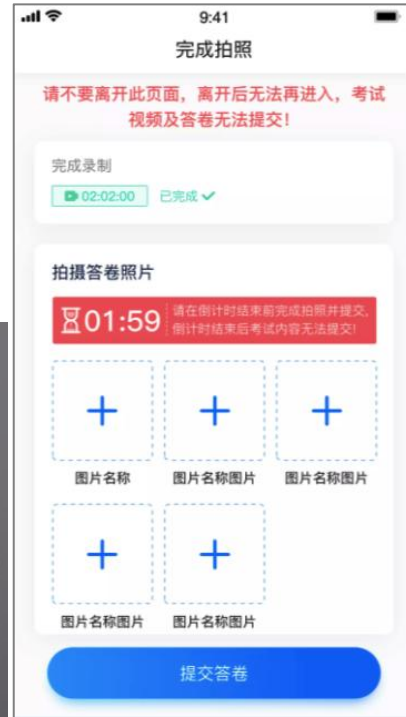 9:41
完成拍照
请不要离开此页面，离开后无法再进入，考试
视频及答卷无法提交！
完成录制
02:02:00 已完成
拍摄答卷照片
01:59
请在倒计时结束前完成拍照并提交,
倒计时结束后考试内容无法提交!
图片名称 图片名称图片 图片名称图片
图片名称图片 图片名称图片
提交答卷